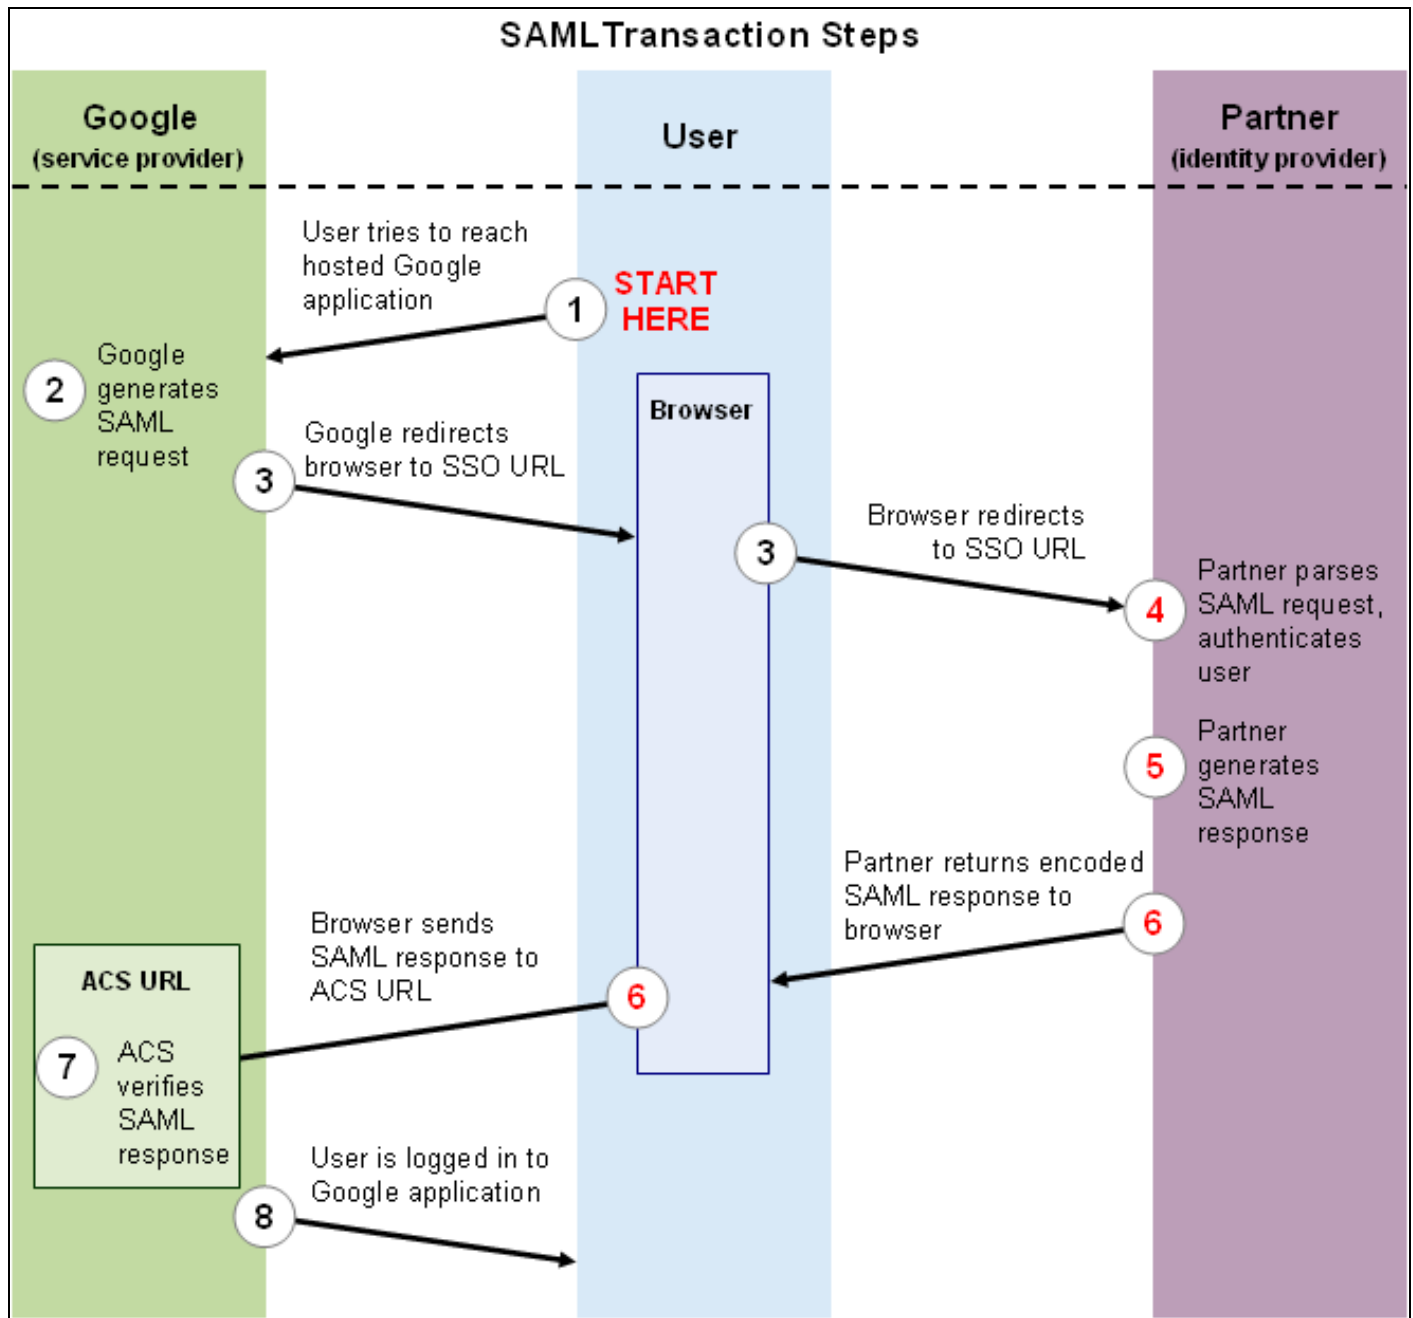 SAML Transaction Steps
Google
(service provider)
User
Partner
(identity provider)
User tries to reach
hosted Google
application
1
START
HERE
2
Google
generates
SAML
request
Browser
3
Google redirects
browser to SSO URL
3
Browser redirects
to SSO URL
4
Partner parses
SAML request,
authenticates
user
5
Partner
generates
SAML
response
Partner returns encoded
SAML response to
browser
6
Browser sends
SAML response to
ACS URL
6
ACS URL
7
ACS
verifies
SAML
response
8
User is logged in to
Google application